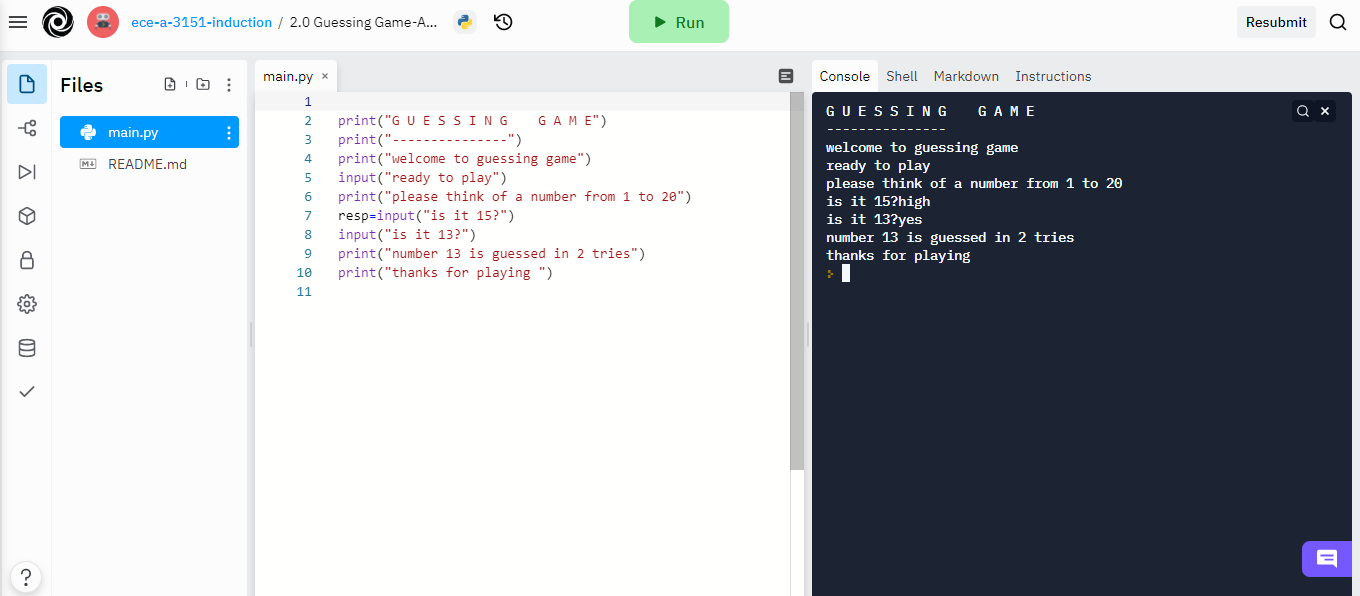 ece-a-3151-induction / 2.0 Guessing Game-A...
Run
Resubmit
Files
main.py
README.md
main.py ×
1
2 print("G U E S S I N G    G A M E")
3 print("---------------")
4 print("welcome to guessing game")
5 input("ready to play")
6 print("please think of a number from 1 to 20")
7 resp=input("is it 15?")
8 input("is it 13?")
9 print("number 13 is guessed in 2 tries")
10 print("thanks for playing ")
11
Console Shell Markdown Instructions
G U E S S I N G    G A M E
---------------
welcome to guessing game
ready to play
please think of a number from 1 to 20
is it 15?high
is it 13?yes
number 13 is guessed in 2 tries
thanks for playing
?